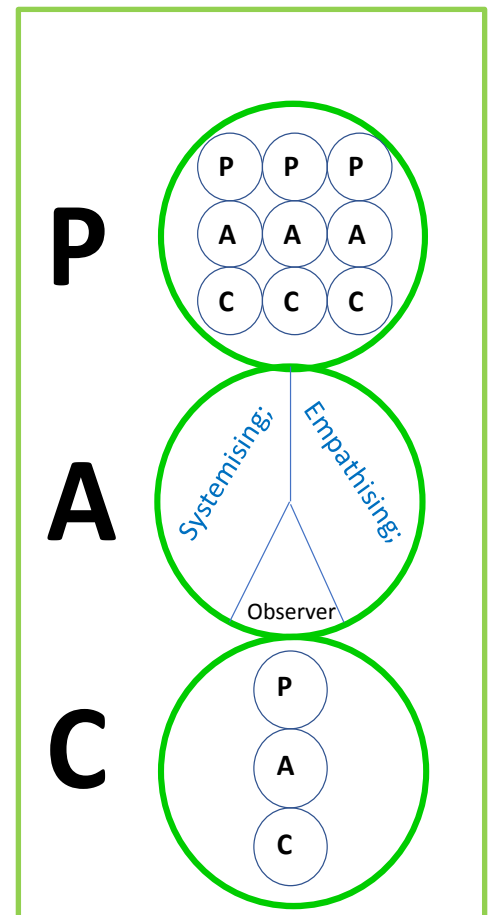 P
P P P
A A A
C C C
A
Systemising;
Empathising;
Observer
C
P
A
C